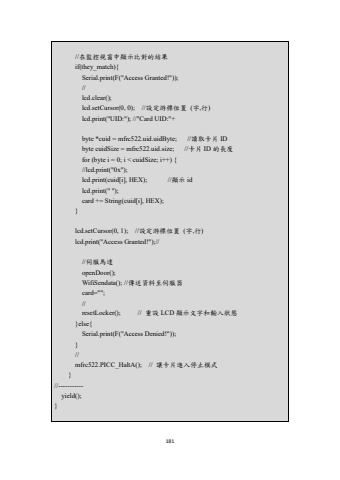 //在監控視窗中顯示比對的結果
if(they_match){
Serial.print(F("Access Granted!"));
//
lcd.clear();
lcd.setCursor(0, 0); //設定游標位置 (字,行)
lcd.print("UID:"); //"Card UID:"+
byte *cuid = mfrc522.uid.uidByte; //讀取卡片 ID
byte cuidSize = mfrc522.uid.size; //卡片 ID 的長度
for (byte i = 0; i < cuidSize; i++) {
//lcd.print("0x");
lcd.print(cuid[i], HEX); //顯示 id
lcd.print(" ");
card += String(cuid[i], HEX);
}
lcd.setCursor(0, 1); //設定游標位置 (字,行)
lcd.print("Access Granted!");//
//伺服馬達
openDoor();
WifiSendata(); //傳送資料至伺服器
card="";
//
resetLocker(); // 重設 LCD 顯示文字和輸入狀態
}else{
Serial.print(F("Access Denied!"));
}
//
mfrc522.PICC_HaltA(); // 讓卡片進入停止模式
}
//-----------
yield();
}
181